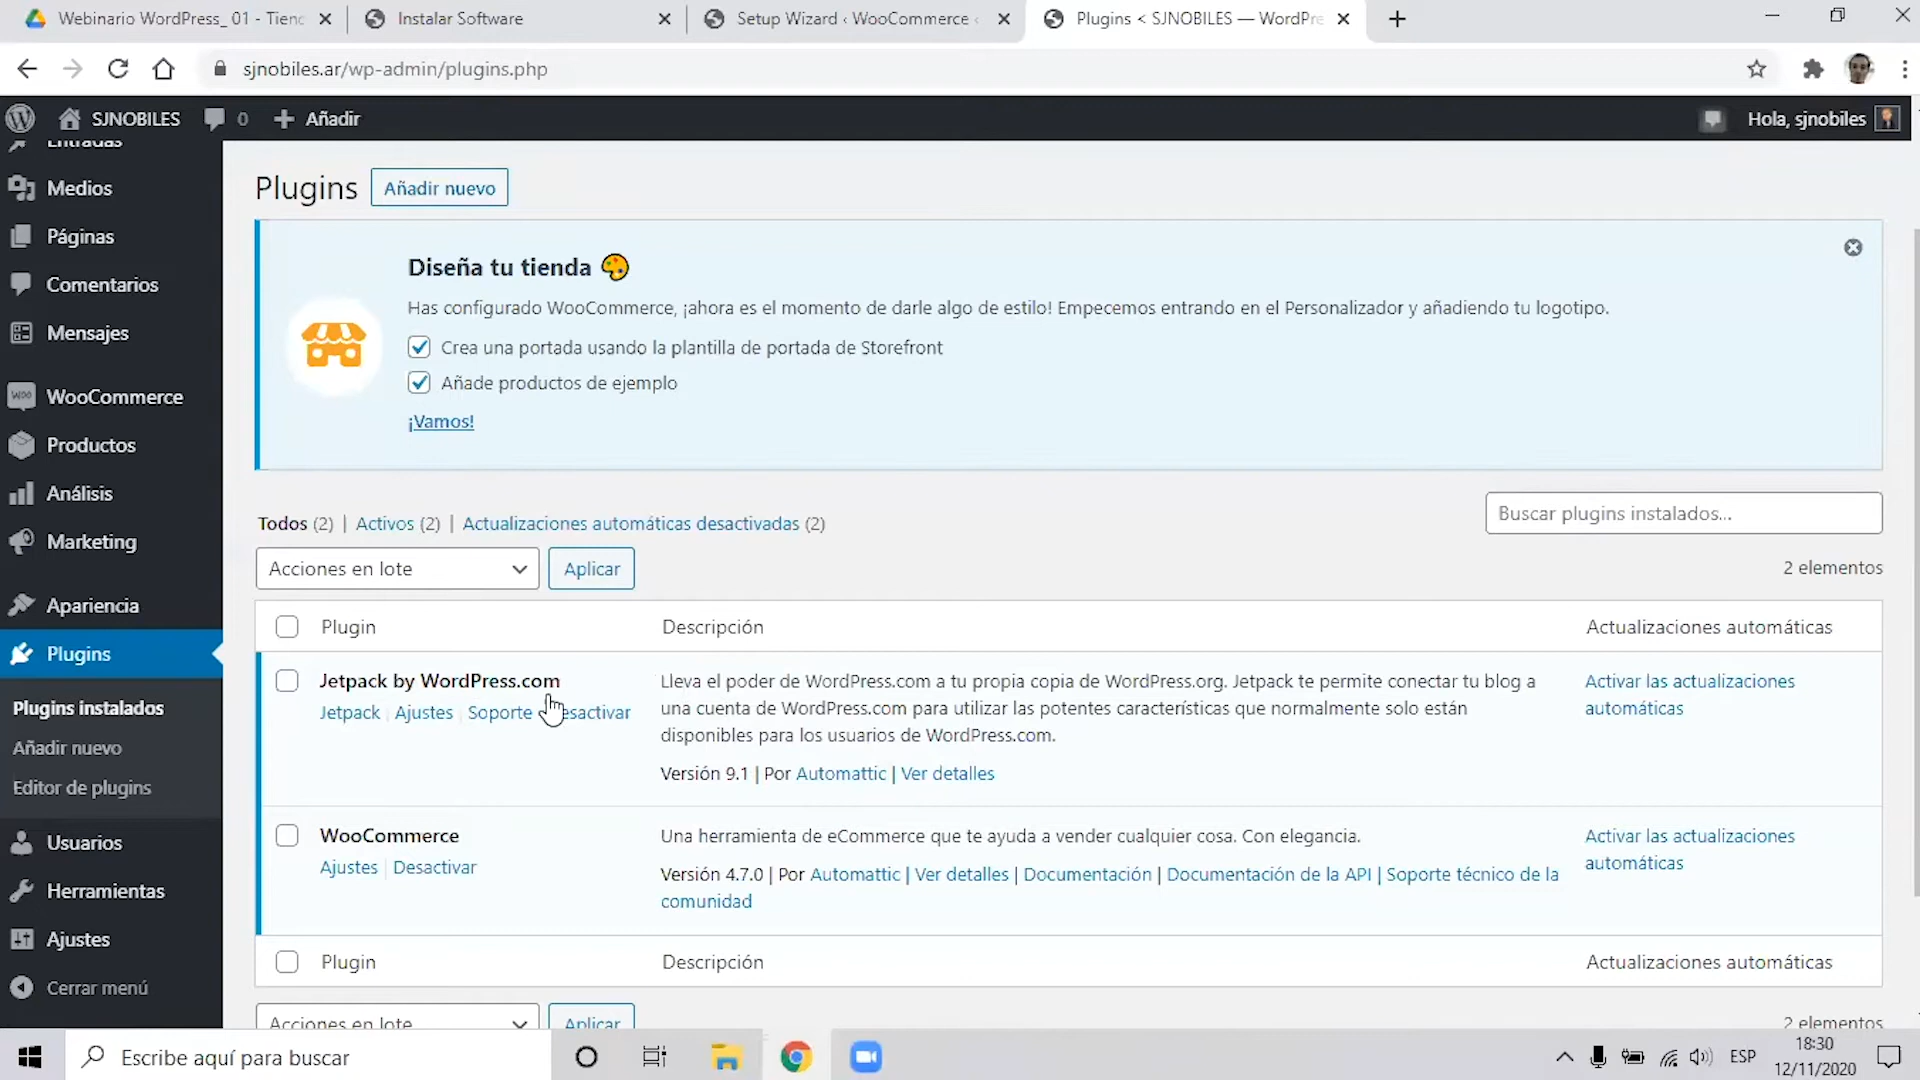 Webinario WordPress_ 01 - Tienc
Instalar Software
Setup Wizard ‹ WooCommerce ‹
Plugins < SJNOBILES — WordPre
sjnobiles.ar/wp-admin/plugins.php
SJNOBILES
0
Añadir
Hola, sjnobiles
Entradas
Medios
Páginas
Comentarios
Mensajes
WooCommerce
Productos
Análisis
Marketing
Apariencia
Plugins
Plugins instalados
Añadir nuevo
Editor de plugins
Usuarios
Herramientas
Ajustes
Cerrar menú
Plugins
Añadir nuevo
Diseña tu tienda
Has configurado WooCommerce, ¡ahora es el momento de darle algo de estilo! Empecemos entrando en el Personalizador y añadiendo tu logotipo.
Crea una portada usando la plantilla de portada de Storefront
Añade productos de ejemplo
¡Vamos!
Todos (2) | Activos (2) | Actualizaciones automáticas desactivadas (2)
Buscar plugins instalados...
Acciones en lote
Aplicar
2 elementos
Plugin
Descripción
Actualizaciones automáticas
Jetpack by WordPress.com
Jetpack | Ajustes | Soporte esactivar
Lleva el poder de WordPress.com a tu propia copia de WordPress.org. Jetpack te permite conectar tu blog a
una cuenta de WordPress.com para utilizar las potentes características que normalmente solo están
disponibles para los usuarios de WordPress.com.
Versión 9.1 | Por Automattic | Ver detalles
Activar las actualizaciones
automáticas
WooCommerce
Ajustes | Desactivar
Una herramienta de eCommerce que te ayuda a vender cualquier cosa. Con elegancia.
Versión 4.7.0 | Por Automattic | Ver detalles | Documentación | Documentación de la API | Soporte técnico de la
comunidad
Activar las actualizaciones
automáticas
Plugin
Descripción
Actualizaciones automáticas
Acciones en lote
Aplicar
2 elementos
Escribe aquí para buscar
ESP
18:30
12/11/2020